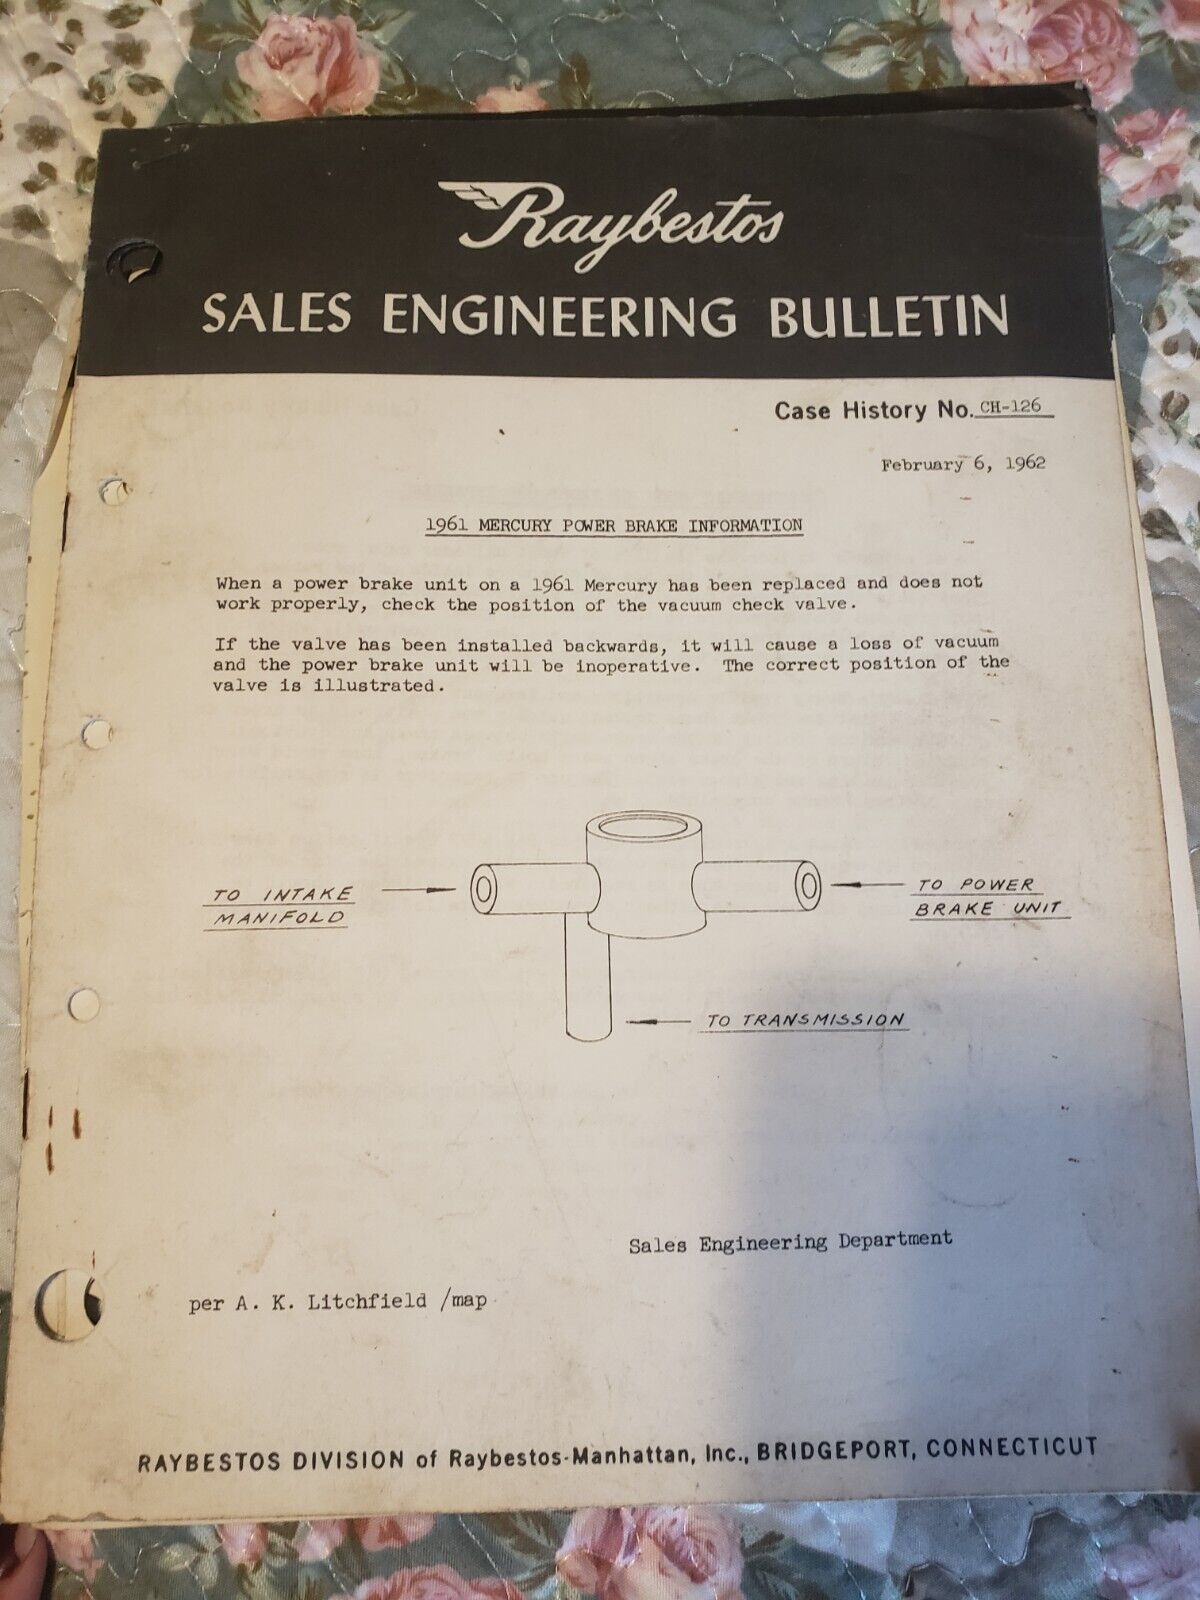 Raybestos
SALES ENGINEERING BULLETIN
Case History No. CH-126
February 6, 1962
1961 MERCURY POWER BRAKE INFORMATION
When a power brake unit on a 1961 Mercury has been replaced and does not
work properly, check the position of the vacuum check valve.
If the valve has been installed backwards, it will cause a loss of vacuum
and the power brake unit will be inoperative. The correct position of the
valve is illustrated.
TO INTAKE
MANIFOLD
TO POWER
BRAKE UNIT
TO TRANSMISSION
Sales Engineering Department
per A. K. Litchfield /map
RAYBESTOS DIVISION of Raybestos-Manhattan, Inc., BRIDGEPORT, CONNECTICUT